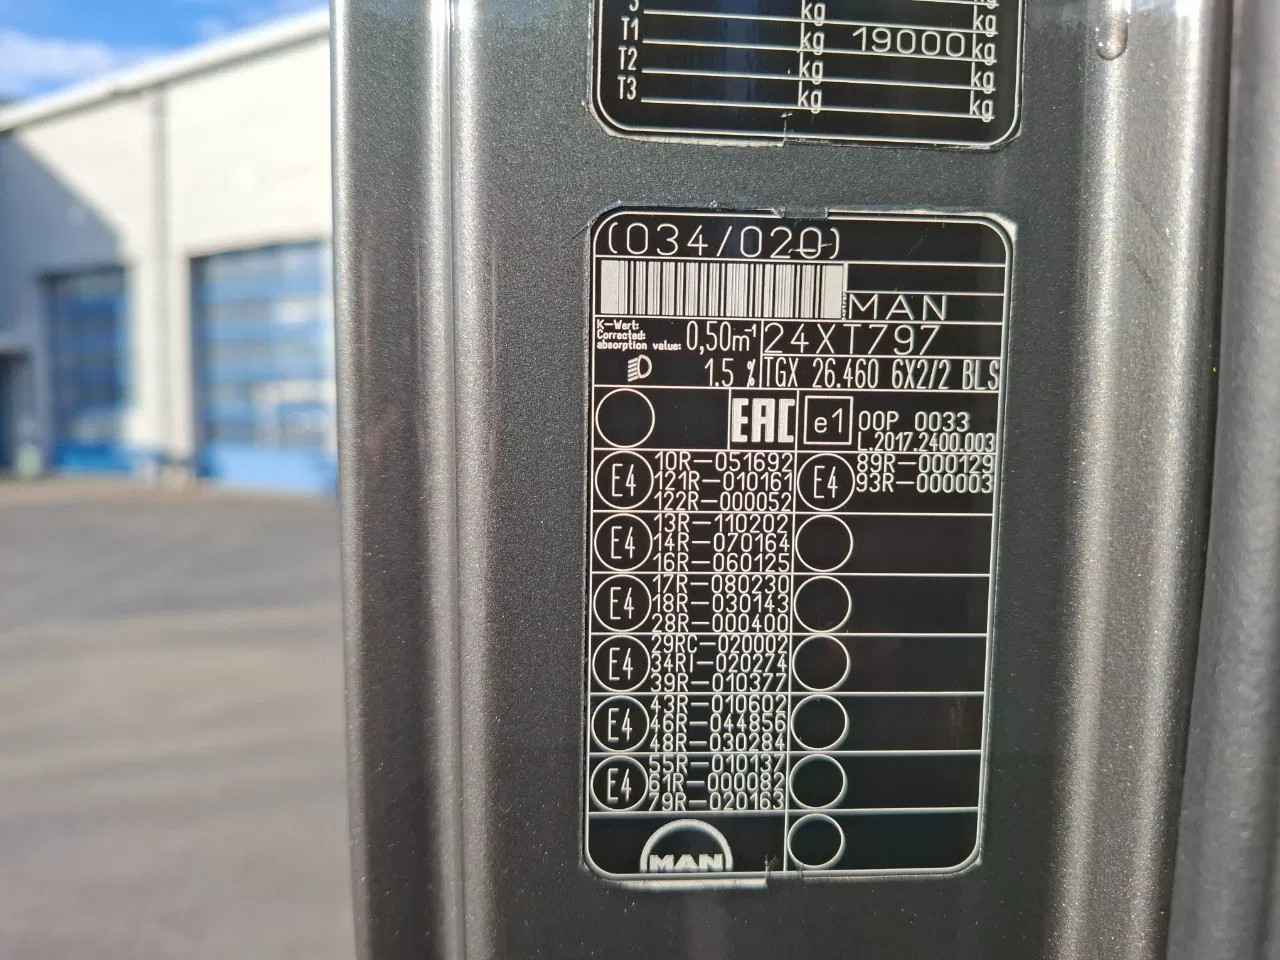 3 kg kg
T1 kg 19000 kg
T2 kg kg
T3 kg kg
(034/020)
MAN
K-Wert:
Corrected
absorption value: 0,50m-1
24XT797
1.5 %
TGX 26.460 6X2/2 BLS
EAC
e1
00P 0033
L.2017.2400.003
E4
10R-051692
121R-010161
122R-000052
E4
89R-000129
93R-000003
E4
13R-110202
14R-070164
16R-060125
E4
17R-080230
18R-030143
28R-000400
E4
29RC-020002
34RI-020274
39R-010377
E4
43R-010602
46R-044856
48R-030284
E4
55R-010137
61R-000082
79R-020163
MAN